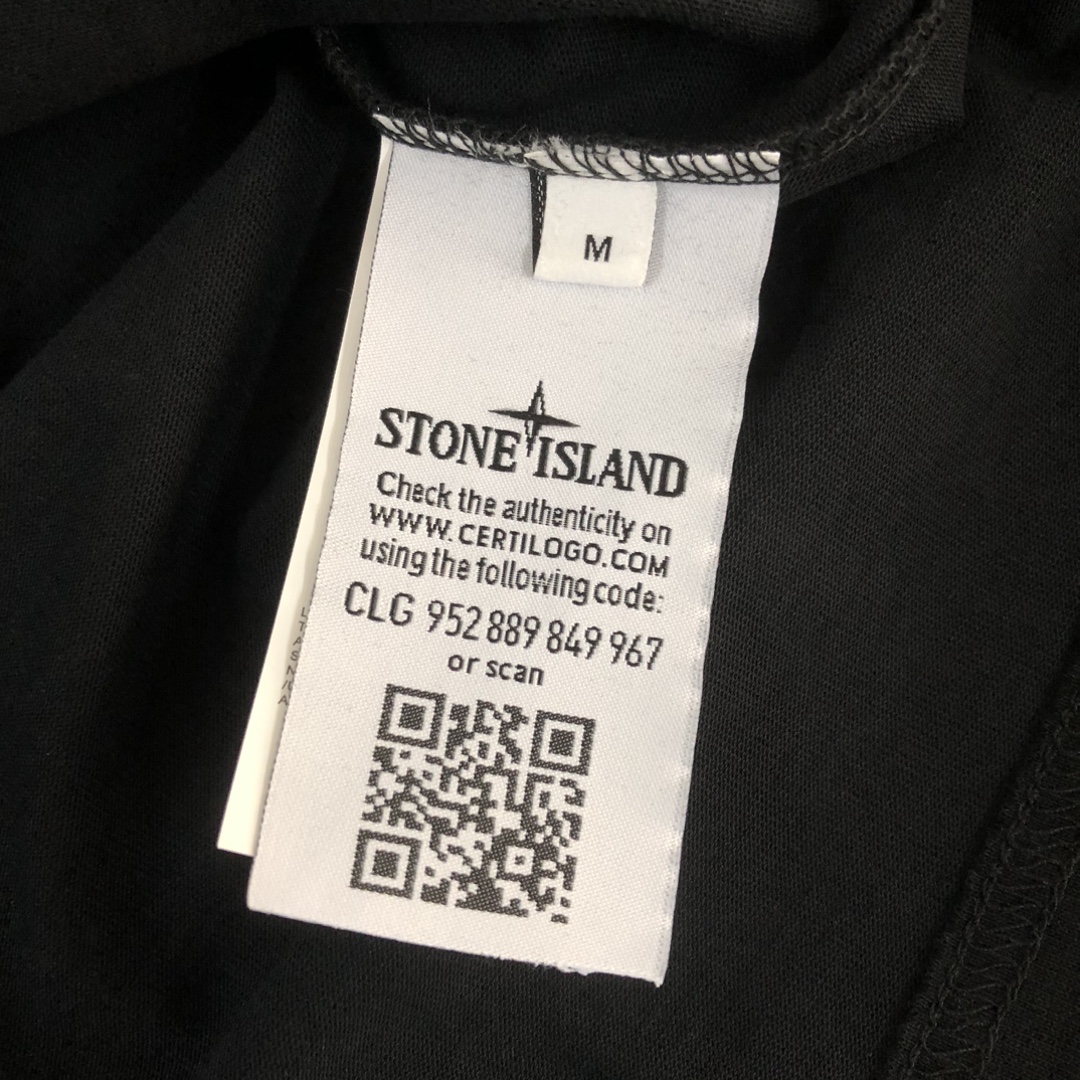 M
STONE ISLAND
Check the authenticity on
WWW.CERTILOGO.COM
using the following code:
CLG 952 889 849 967
or scan